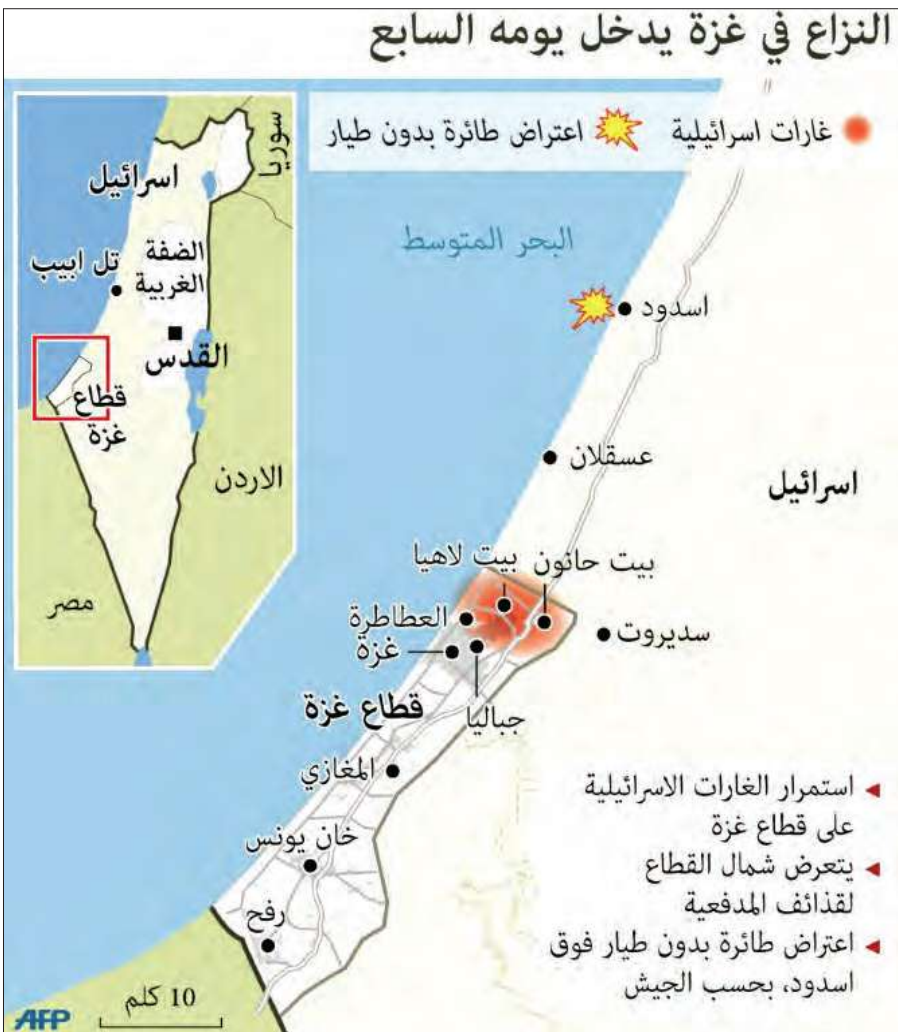 النزاع في غزة يدخل يومه السابع
غارات اسرائيلية
اعتراض طائرة بدون طيار
سوريا
اسرائيل
الضفة
الغربية
تل ابيب
القدس
قطاع
غزة
الاردن
مصر
البحر المتوسط
اسدود
عسقلان
اسرائيل
بيت حانون
بيت لاهيا
العطاطرة
سديروت
غزة
جباليا
قطاع غزة
المغازي
خان يونس
رفح
استمرار الغارات الاسرائيلية
على قطاع غزة
يتعرض شمال القطاع
لقذائف المدفعية
اعتراض طائرة بدون طيار فوق
اسدود، بحسب الجيش
10 كلم
AFP